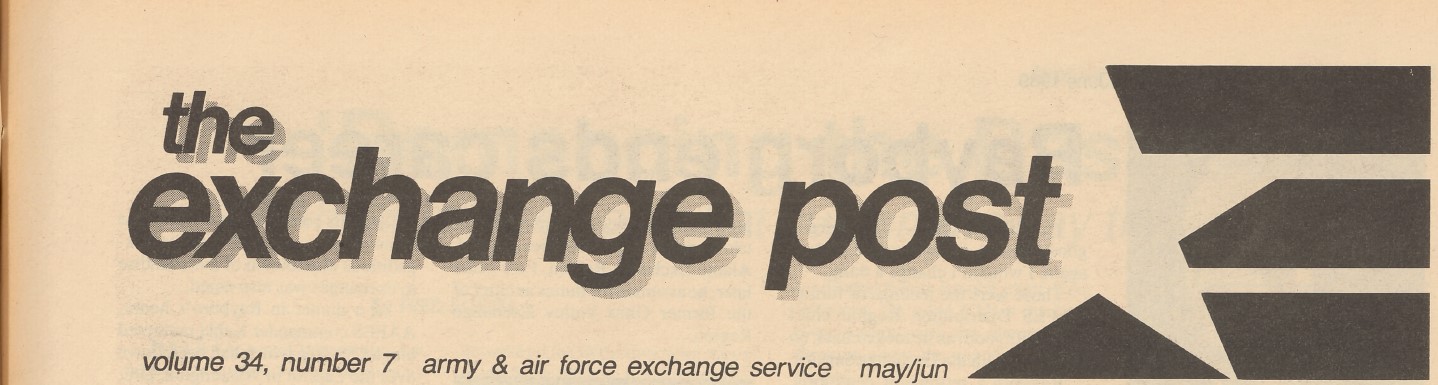 the
exchange post
volume 34, number 7 army & air force exchange service may/jun